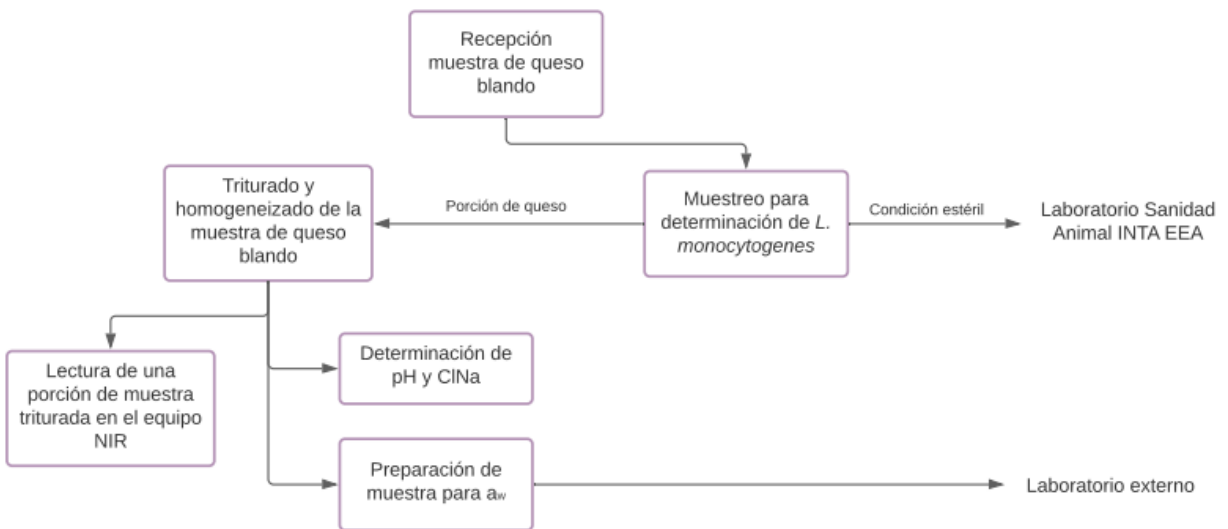 Recepción
muestra de queso
blando
Triturado y
homogeneizado de la
muestra de queso
blando
Porción de queso
Muestreo para
determinación de L.
monocytogenes
Condición estéril
Laboratorio Sanidad
Animal INTA EEA
Lectura de una
porción de muestra
triturada en el equipo
NIR
Determinación de
pH y ClNa
Preparación de
muestra para aw
Laboratorio externo